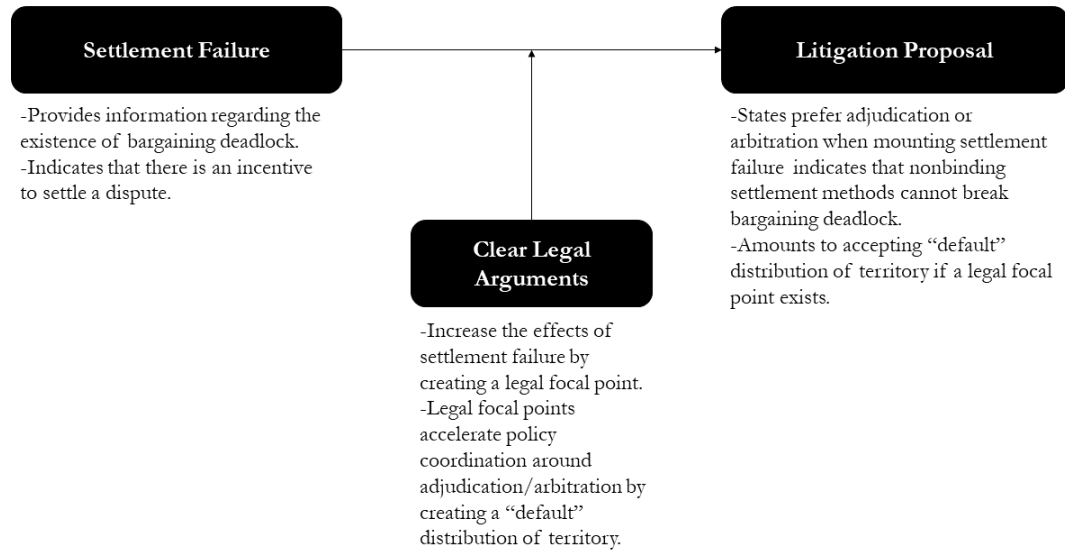 Settlement Failure
-Provides information regarding the
existence of bargaining deadlock.
-Indicates that there is an incentive
to settle a dispute.
Clear Legal
Arguments
-Increase the effects of
settlement failure by
creating a legal focal point.
-Legal focal points
accelerate policy
coordination around
adjudication/arbitration by
creating a “default”
distribution of territory.
Litigation Proposal
-States prefer adjudication or
arbitration when mounting settlement
failure indicates that nonbinding
settlement methods cannot break
bargaining deadlock.
-Amounts to accepting “default”
distribution of territory if a legal focal
point exists.